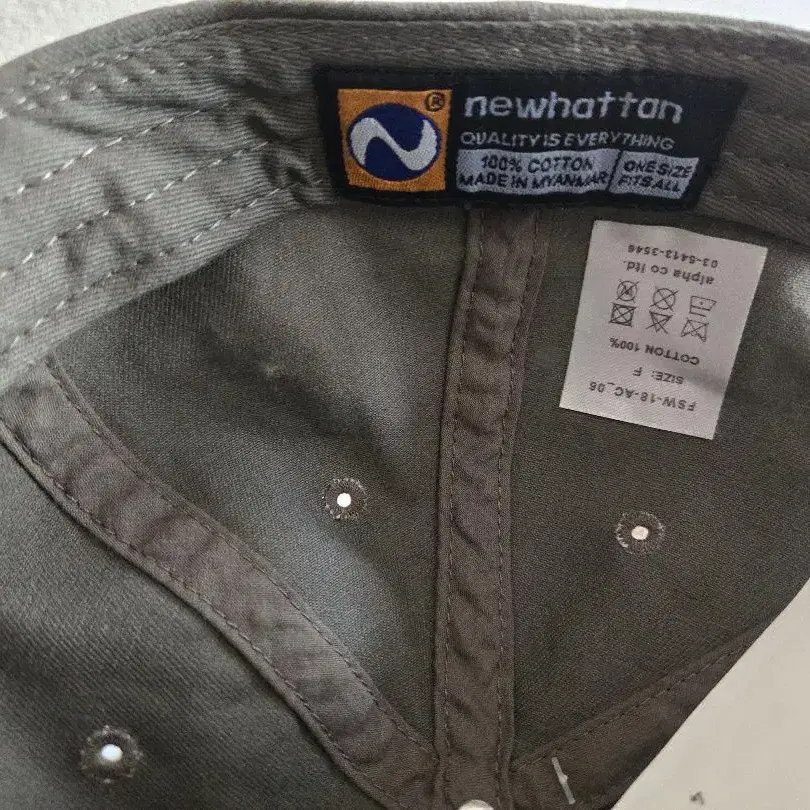 ®
newhattan
QUALITY IS EVERYTHING
100% COTTON
MADE IN MYANMAR
ONE SIZE
FITS ALL
FSW-18-AC_06
SIZE: F
COTTON 100%
alpha co ltd.
03-5413-3546